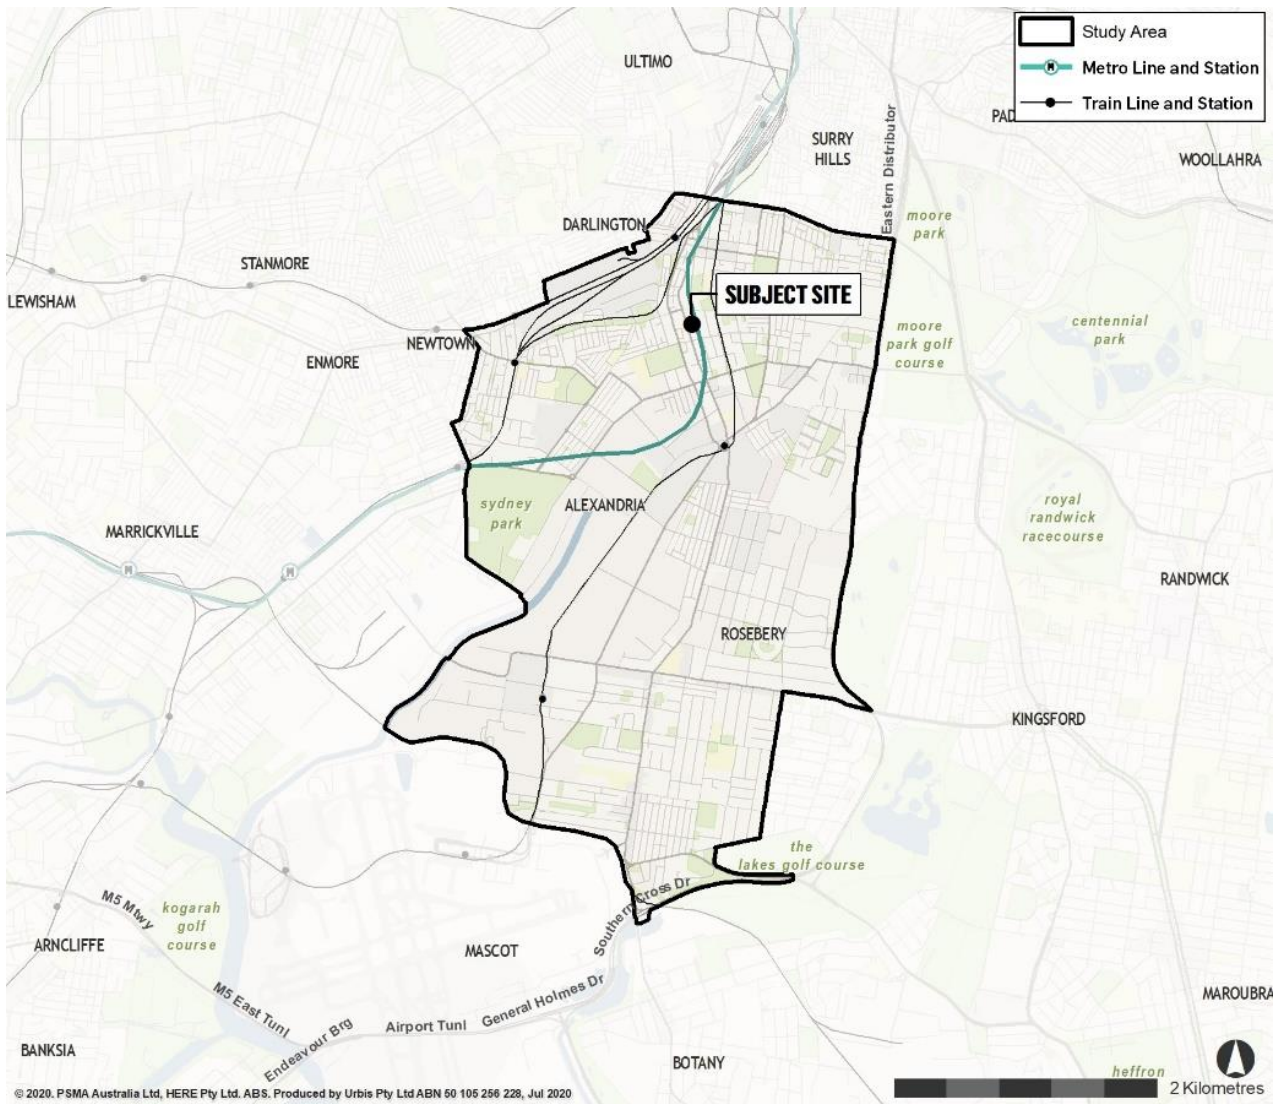 Study Area
Metro Line and Station
Train Line and Station
ULTIMO
SURRY
HILLS
Eastern Distributor
PAD
WOOLLAHRA
DARLINGTON
moore
park
STANMORE
LEWISHAM
SUBJECT SITE
NEWTOWN
ENMORE
moore
park golf
course
centennial
park
sydney
park
ALEXANDRIA
MARRICKVILLE
royal
randwick
racecourse
RANDWICK
ROSEBERY
KINGSFORD
the
lakes golf course
M5 Mtwy
kogarah
golf
course
ARNCLIFFE
MASCOT
Southern Cross Dr
General Holmes Dr
M5 East Tunl
Endeavour Brg
Airport Tunl
MAROUBRA
BANKSIA
BOTANY
heffron
2 Kilometres
© 2020. PSMA Australia Ltd, HERE Pty Ltd. ABS. Produced by Urbis Pty Ltd ABN 50 105 256 228, Jul 2020